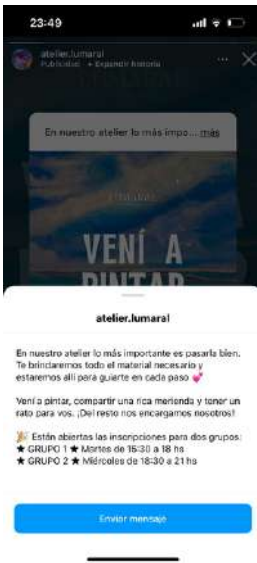 23:49
atelier.lumaral
Publicidad + Expandir historia
En nuestro atelier lo más impo... más
VENÍ A
PINTAR
atelier.lumaral
En nuestro atelier lo más importante es pasarla bien.
Te brindaremos todo el material necesario y
estaremos allí para guiarte en cada paso 💕
Vení a pintar, compartir una rica merienda y tener un
rato para vos. ¡Del resto nos encargamos nosotros!
🎉 Están abiertas las inscripciones para dos grupos:
★ GRUPO 1 ★ Martes de 15:30 a 18 hs
★ GRUPO 2 ★ Miércoles de 18:30 a 21 hs
Enviar mensaje